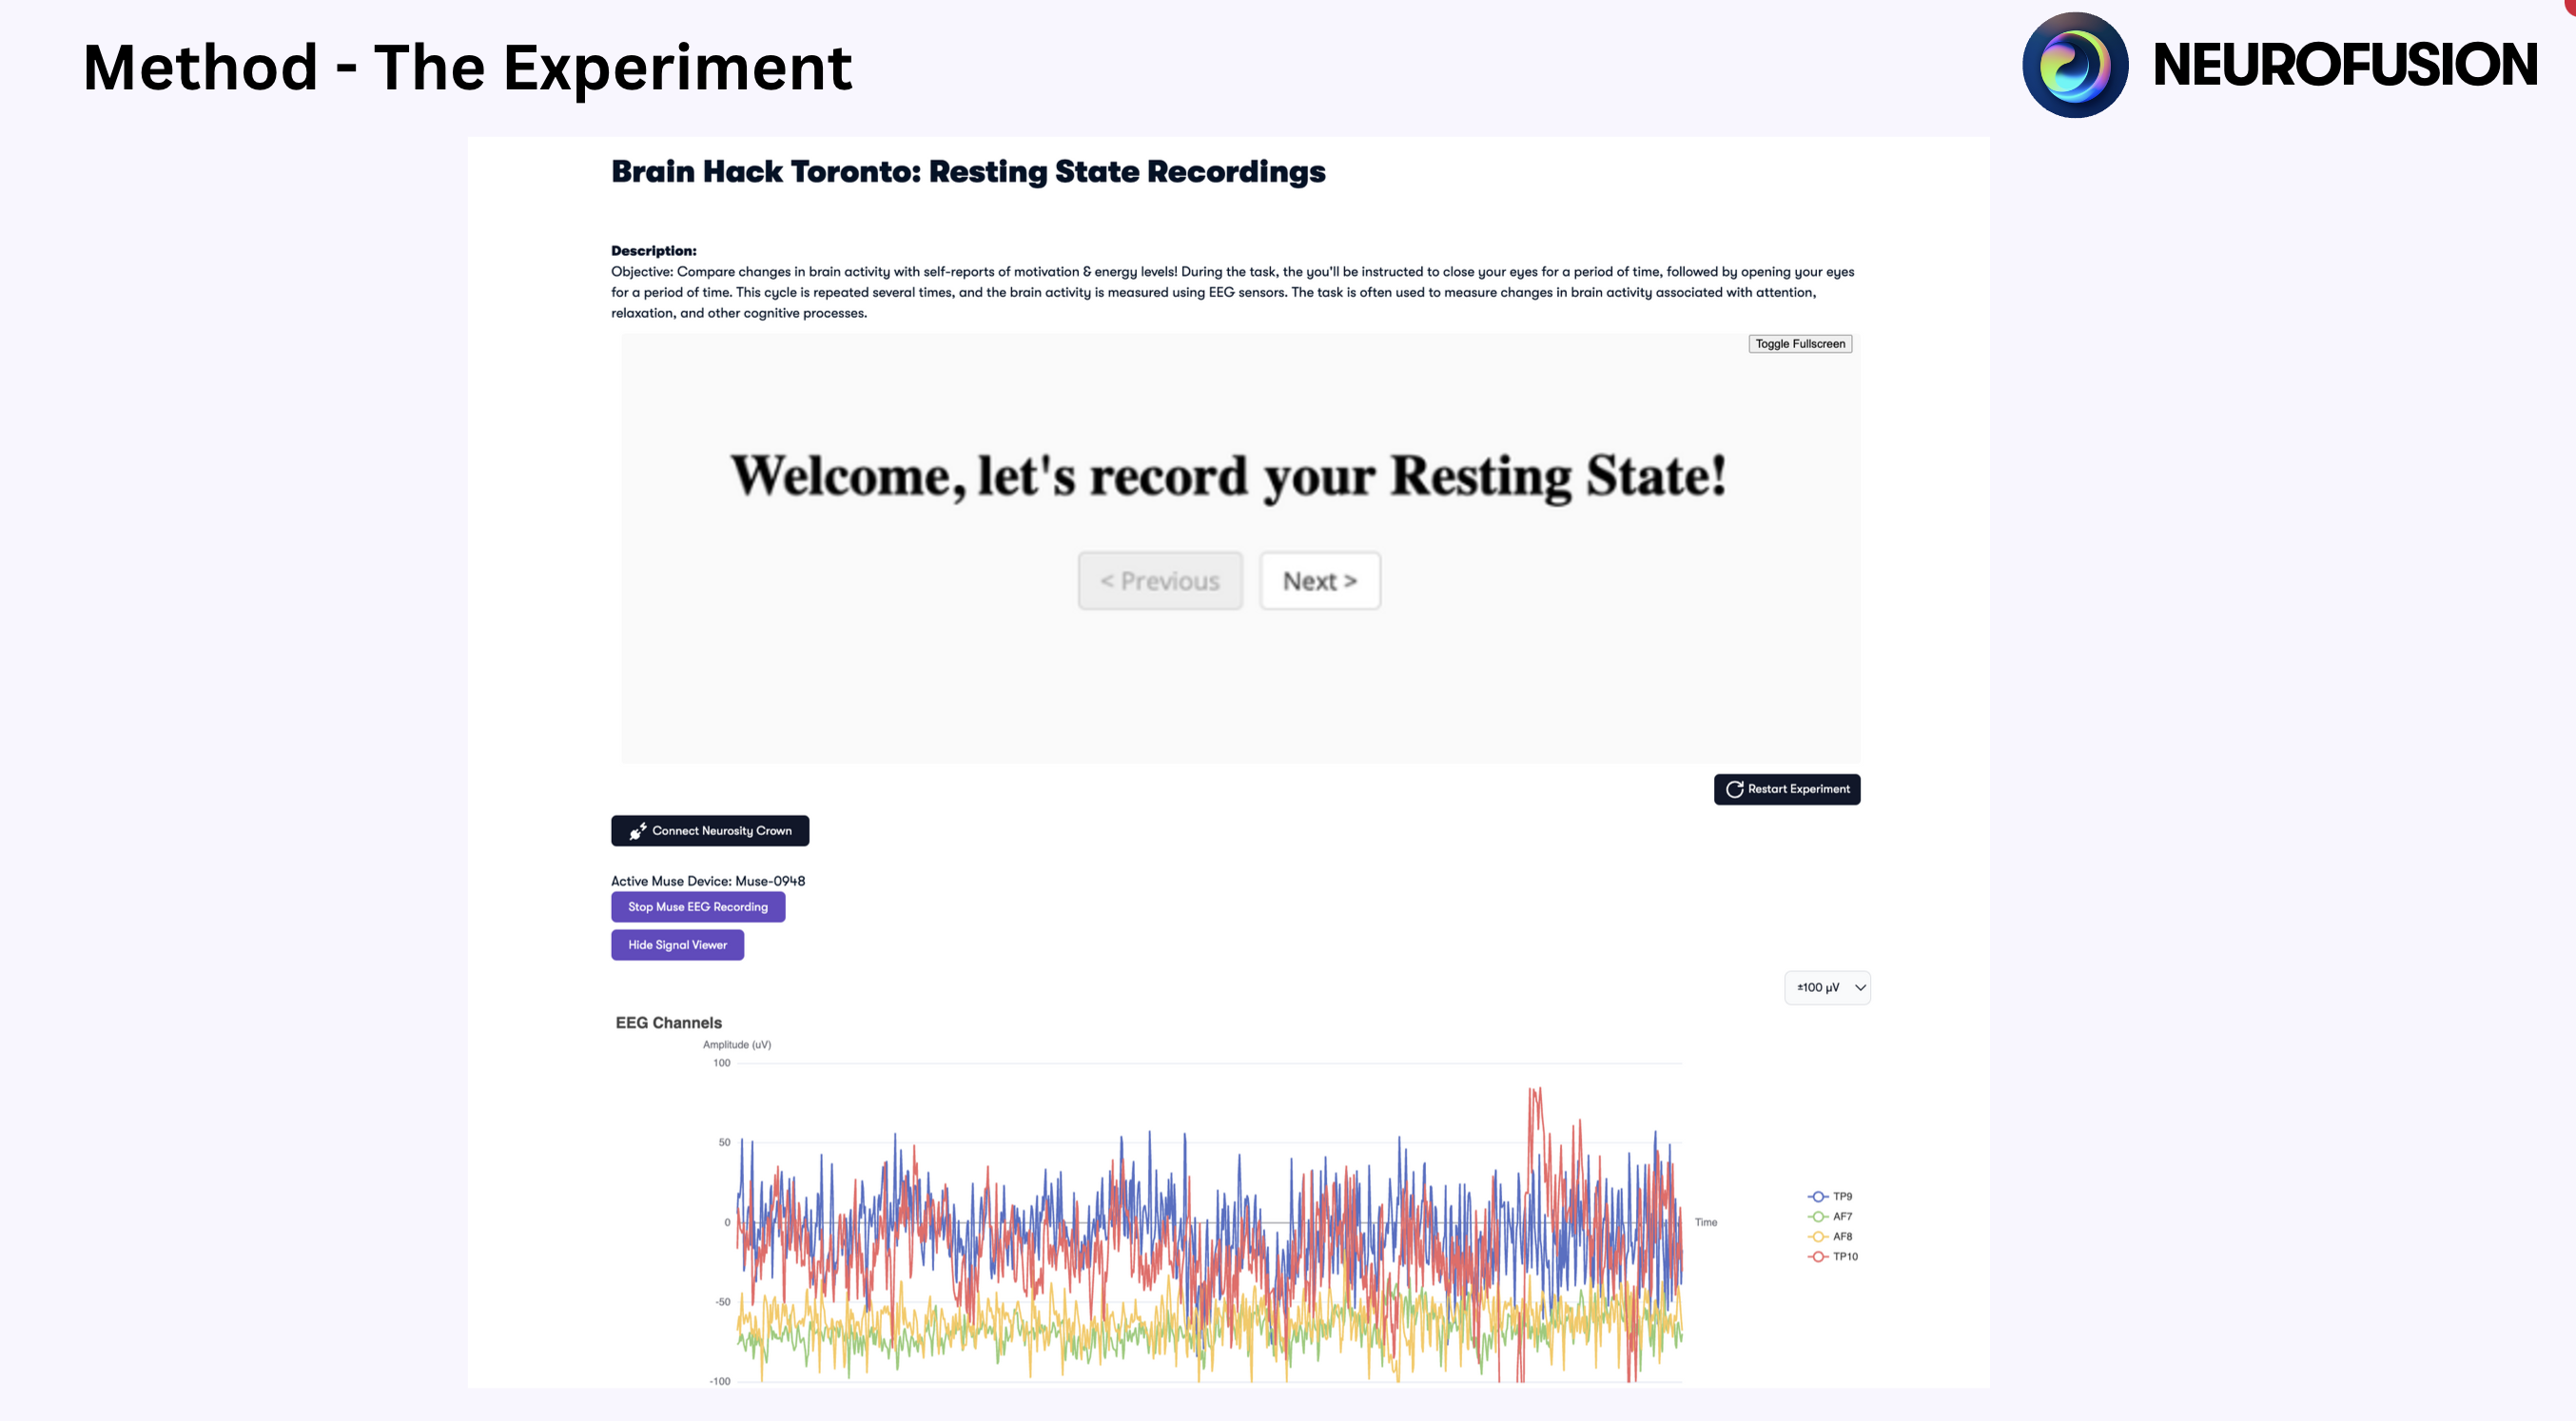 Method - The Experiment
NEUROFUSION
Brain Hack Toronto: Resting State Recordings
Description:
Objective: Compare changes in brain activity with self-reports of motivation & energy levels! During the task, the you'll be instructed to close your eyes for a period of time, followed by opening your eyes
for a period of time. This cycle is repeated several times, and the brain activity is measured using EEG sensors. The task is often used to measure changes in brain activity associated with attention,
relaxation, and other cognitive processes.
Toggle Fullscreen
Welcome, let's record your Resting State!
< Previous
Next >
Restart Experiment
Connect Neurosity Crown
Active Muse Device: Muse-0948
Stop Muse EEG Recording
Hide Signal Viewer
±100 µV
EEG Channels
Amplitude (uV)
100
50
0
-50
-100
Time
TP9
AF7
AF8
TP10